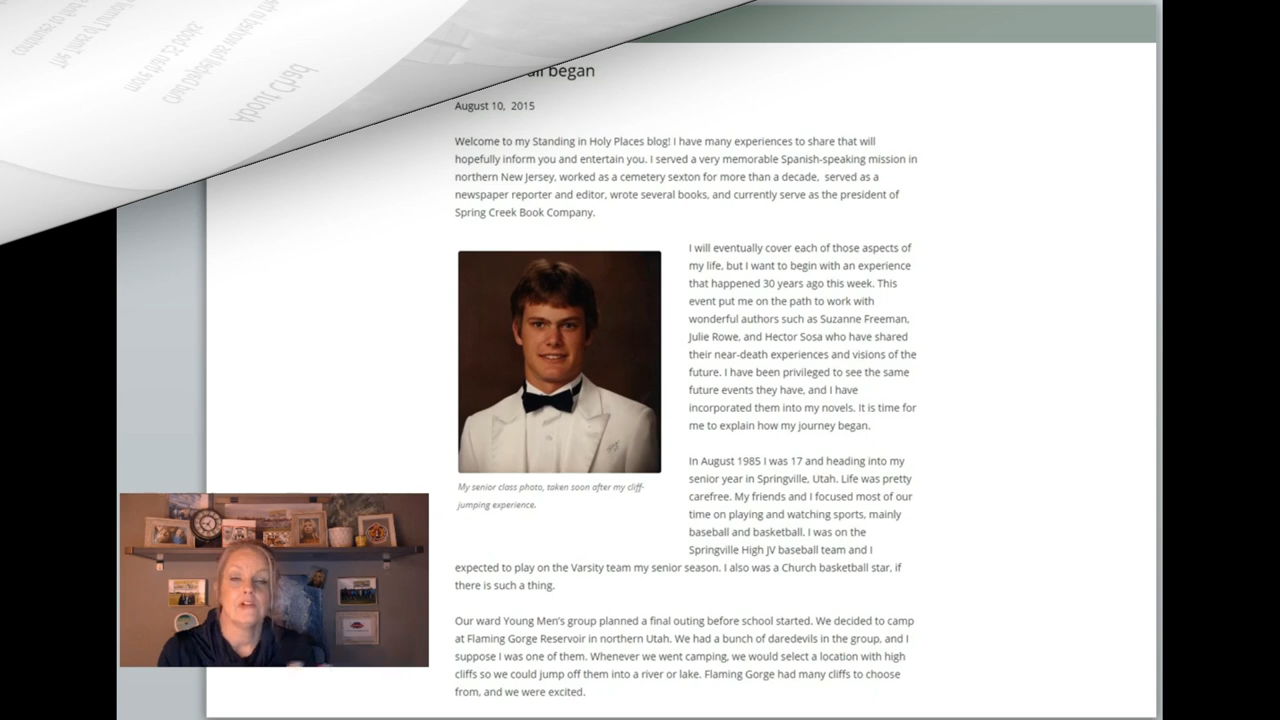 About Chad
Chad Daybell
more than 25 books,
all began
August 10, 2015
Welcome to my Standing in Holy Places blog! I have many experiences to share that will
hopefully inform you and entertain you. I served a very memorable Spanish-speaking mission in
northern New Jersey, worked as a cemetery sexton for more than a decade, served as a
newspaper reporter and editor, wrote several books, and currently serve as the president of
Spring Creek Book Company.
I will eventually cover each of those aspects of
my life, but I want to begin with an experience
that happened 30 years ago this week. This
event put me on the path to work with
wonderful authors such as Suzanne Freeman,
Julie Rowe, and Hector Sosa who have shared
their near-death experiences and visions of the
future. I have been privileged to see the same
future events they have, and I have
incorporated them into my novels. It is time for
me to explain how my journey began.
My senior class photo, taken soon after my cliff-
jumping experience.
In August 1985 I was 17 and heading into my
senior year in Springville, Utah. Life was pretty
carefree. My friends and I focused most of our
time on playing and watching sports, mainly
baseball and basketball. I was on the
Springville High JV baseball team and I
expected to play on the Varsity team my senior season. I also was a Church basketball star, if
there is such a thing.
Our ward Young Men's group planned a final outing before school started. We decided to camp
at Flaming Gorge Reservoir in northern Utah. We had a bunch of daredevils in the group, and I
suppose I was one of them. Whenever we went camping, we would select a location with high
cliffs so we could jump off them into a river or lake. Flaming Gorge had many cliffs to choose
from, and we were excited.